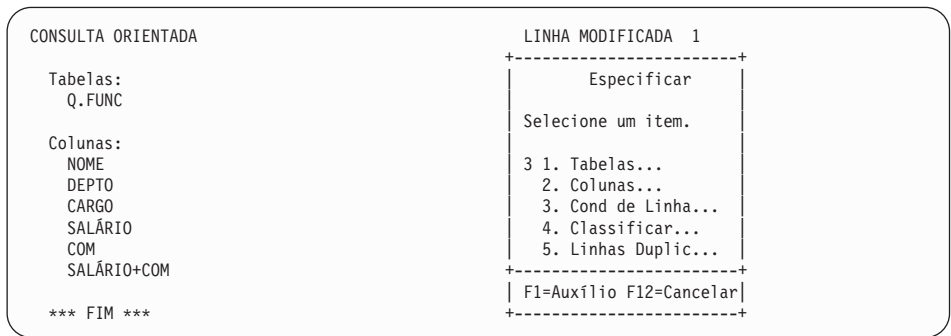 CONSULTA ORIENTADA LINHA MODIFICADA 1
+-------------------------+
Tabelas: | Especificar |
Q.FUNC | |
| Selecione um item. |
Colunas: | |
NOME | 3 1. Tabelas... |
DEPTO | 2. Colunas... |
CARGO | 3. Cond de Linha... |
SALÁRIO | 4. Classificar... |
COM | 5. Linhas Duplic... |
SALÁRIO+COM +-------------------------+
| F1=Auxílio F12=Cancelar|
*** FIM *** +-------------------------+